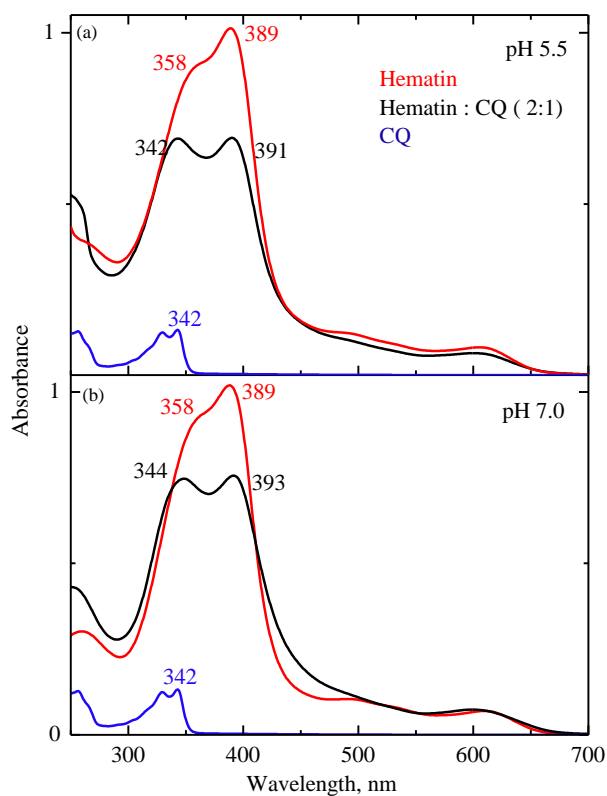 1
(a)
389
358
pH 5.5
Hematin
Hematin : CQ ( 2:1)
CQ
342
391
342
1
(b)
389
358
pH 7.0
344
393
342
0
300
400
500
600
700
Wavelength, nm
Absorbance